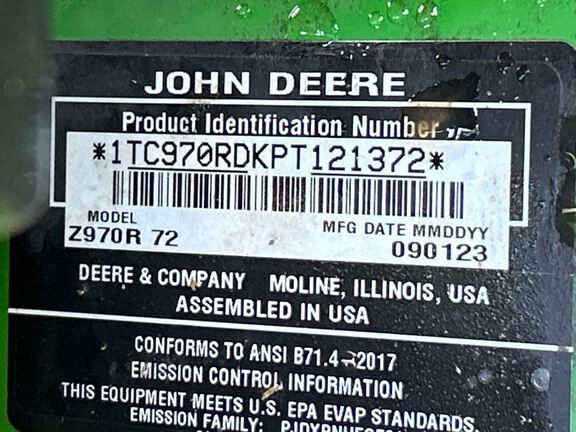 JOHN DEERE
Product Identification Number
*1TC970RDKPT121372*
MODEL
MFG DATE MMDDYY
Z970R 72
090123
DEERE & COMPANY MOLINE, ILLINOIS, USA
ASSEMBLED IN USA
CONFORMS TO ANSI B71.4-2017
EMISSION CONTROL INFORMATION
THIS EQUIPMENT MEETS U.S. EPA EVAP STANDARDS.
EMISSION FAMILY: